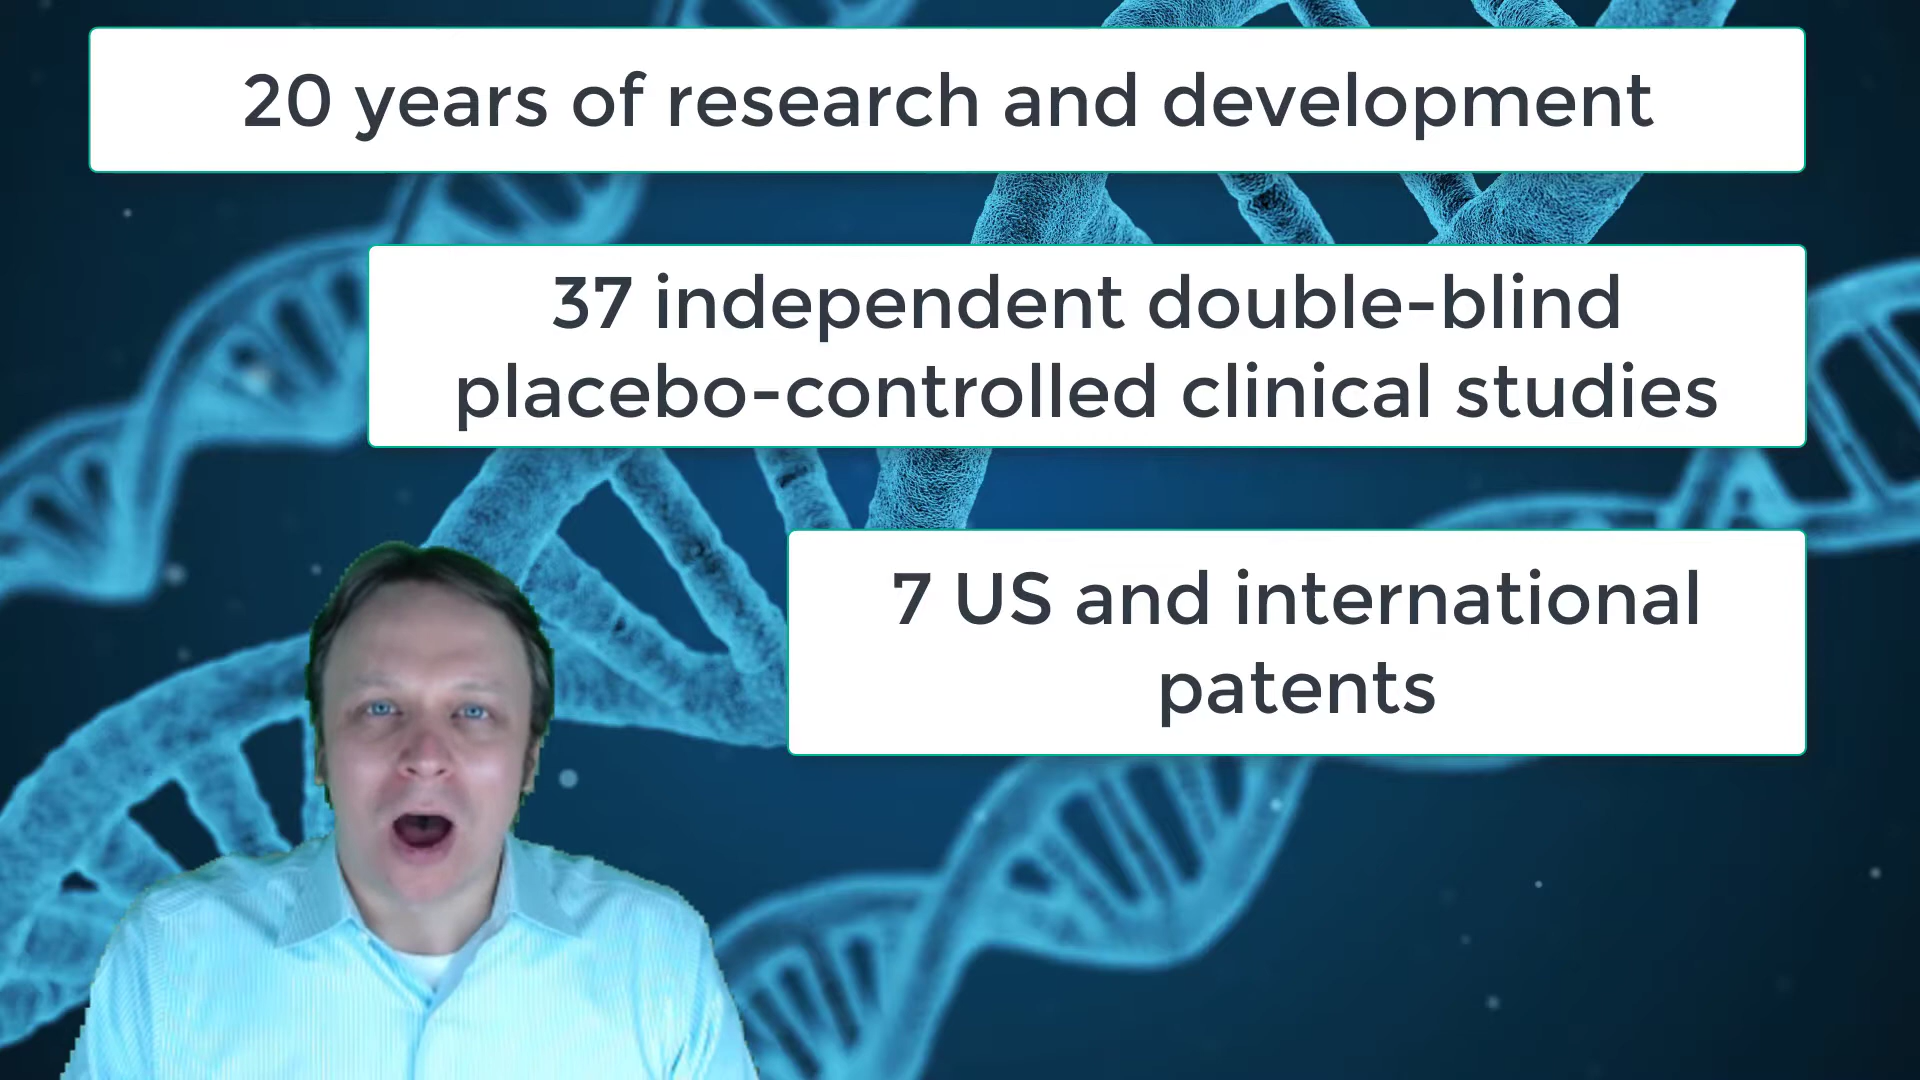 20 years of research and development
37 independent double-blind
placebo-controlled clinical studies
7 US and international
patents